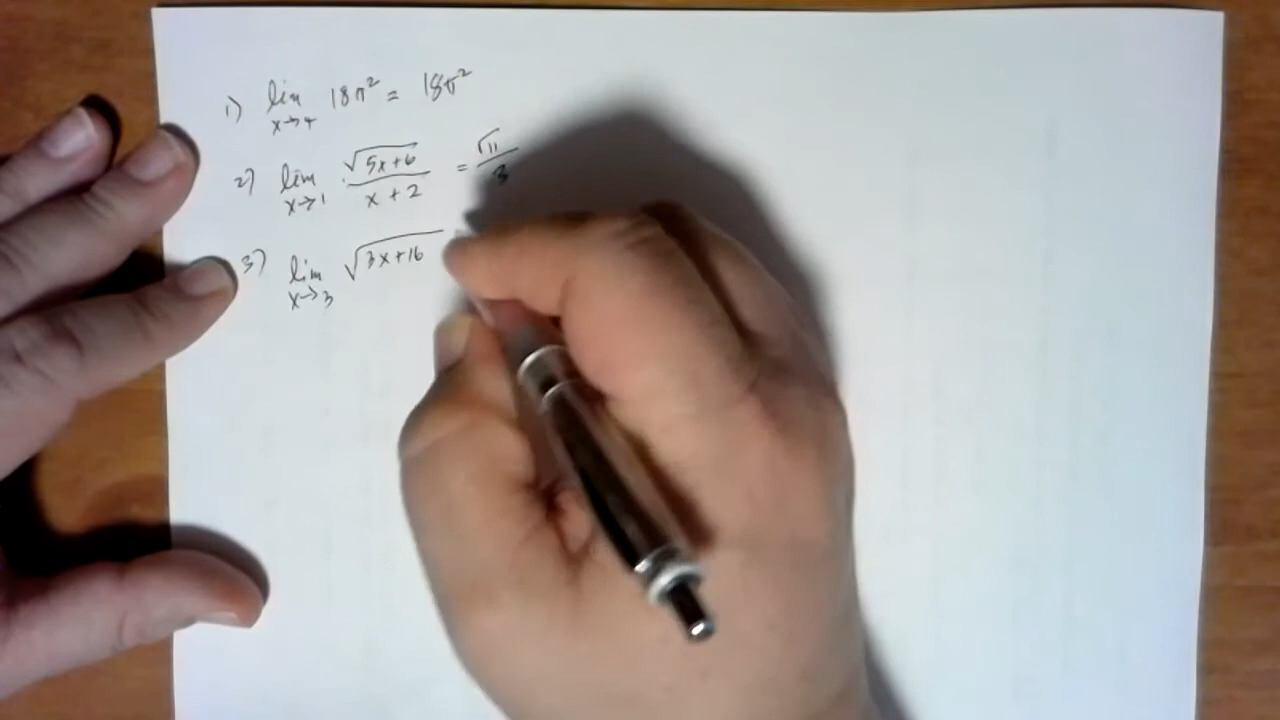 1) lim x→4 18π² = 18π²
2) lim x→1 √(5x+6) / (x+2) = √11 / 3
3) lim x→3 √(3x+16)